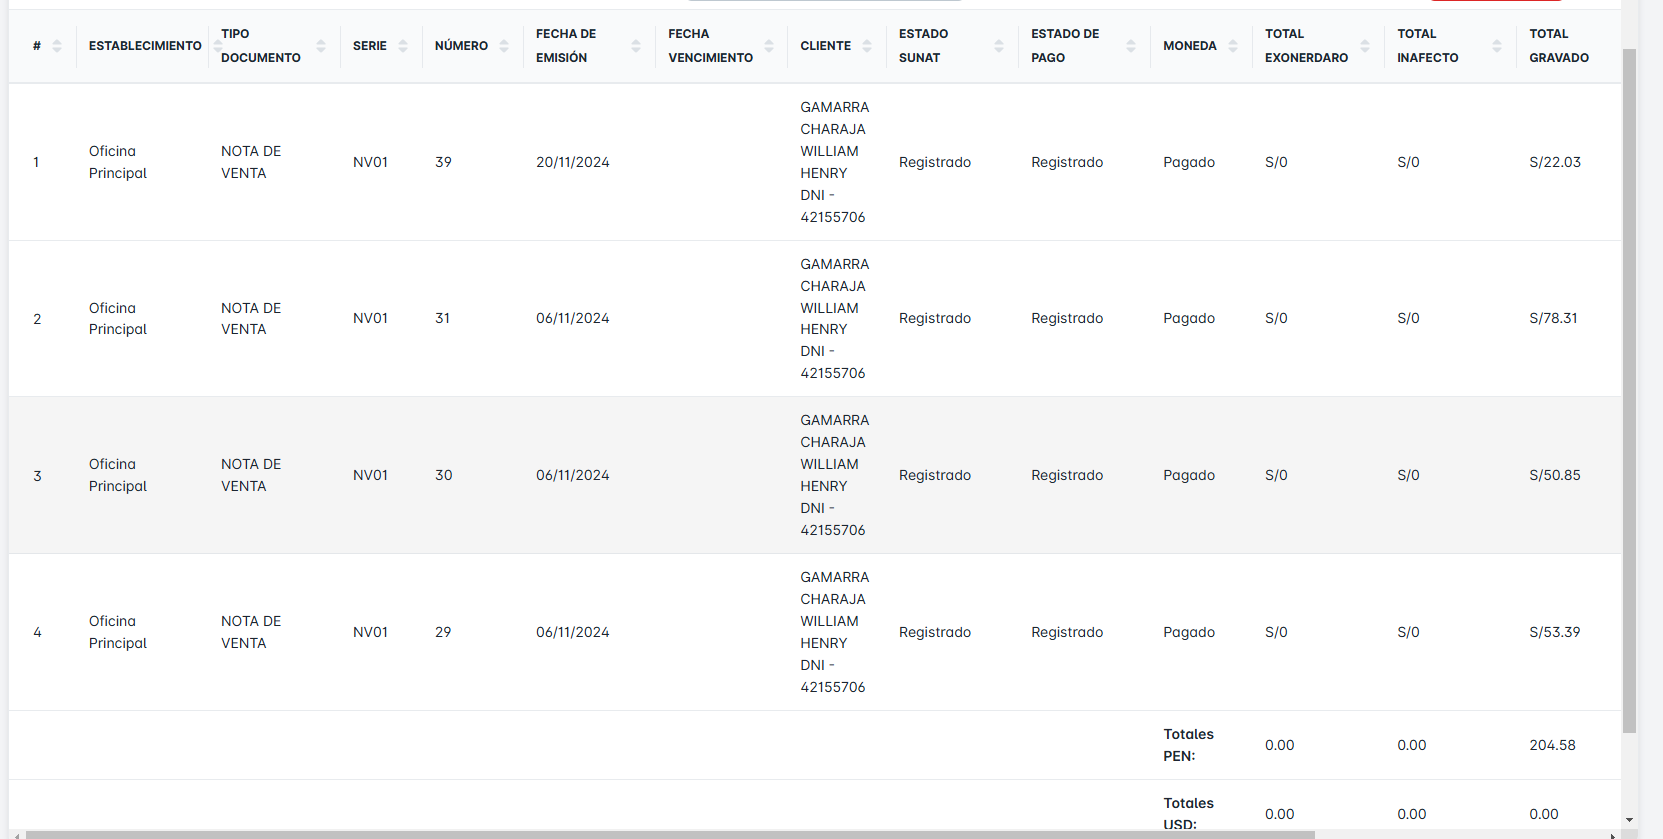 # ESTABLECIMIENTO TIPO DOCUMENTO SERIE NÚMERO FECHA DE EMISIÓN FECHA VENCIMIENTO CLIENTE ESTADO SUNAT ESTADO DE PAGO MONEDA TOTAL EXONERDARO TOTAL INAFECTO TOTAL GRAVADO
1 Oficina Principal NOTA DE VENTA NV01 39 20/11/2024 GAMARRA CHARAJA WILLIAM HENRY DNI - 42155706 Registrado Registrado Pagado S/0 S/0 S/22.03
2 Oficina Principal NOTA DE VENTA NV01 31 06/11/2024 GAMARRA CHARAJA WILLIAM HENRY DNI - 42155706 Registrado Registrado Pagado S/0 S/0 S/78.31
3 Oficina Principal NOTA DE VENTA NV01 30 06/11/2024 GAMARRA CHARAJA WILLIAM HENRY DNI - 42155706 Registrado Registrado Pagado S/0 S/0 S/50.85
4 Oficina Principal NOTA DE VENTA NV01 29 06/11/2024 GAMARRA CHARAJA WILLIAM HENRY DNI - 42155706 Registrado Registrado Pagado S/0 S/0 S/53.39
Totales PEN: 0.00 0.00 204.58
Totales USD: 0.00 0.00 0.00